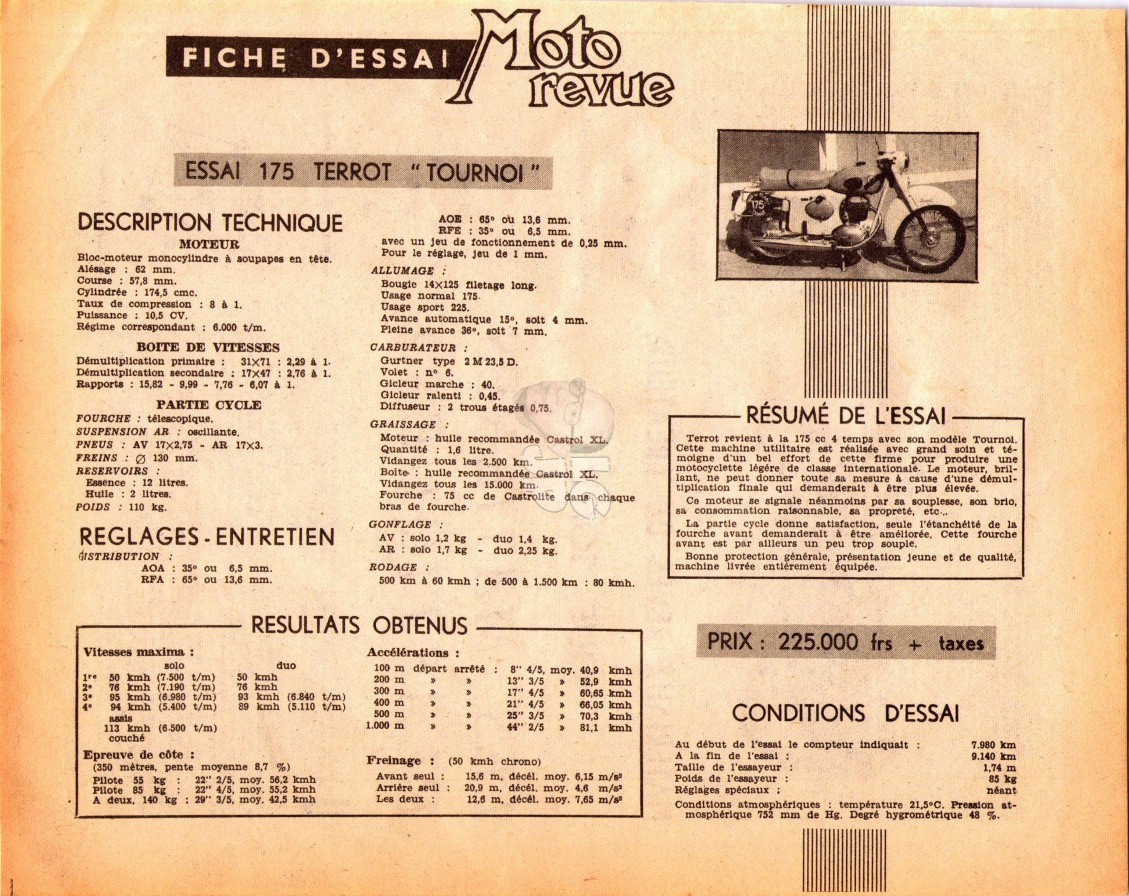 FICHE D'ESSAI Moto
revue
ESSAI 175 TERROT "TOURNOI"
DESCRIPTION TECHNIQUE
MOTEUR
Bloc-moteur monocylindre à soupapes en tête.
Alésage : 62 mm.
Course : 57,8 mm.
Cylindrée : 174,5 cmc.
Taux de compression : 8 à 1.
Puissance : 10,5 CV.
Régime correspondant : 6.000 t/m.
BOITE DE VITESSES
Démultiplication primaire : 31×71 : 2,29 à 1.
Démultiplication secondaire : 17×47 : 2,76 à 1.
Rapports : 15,82 - 9,99 - 7,76 - 6,07 à 1.
PARTIE CYCLE
FOURCHE : télescopique.
SUSPENSION AR : oscillante.
PNEUS : AV 17×2,75 - AR 17×3.
FREINS : Ø 130 mm.
RESERVOIRS :
Essence : 12 litres.
Huile : 2 litres.
POIDS : 110 kg.
REGLAGES-ENTRETIEN
DISTRIBUTION :
AOA : 35° ou 6,5 mm.
RFA : 65° ou 13,6 mm.
AOE : 65° où 13,6 mm.
RFE : 35° ou 6,5 mm.
avec un jeu de fonctionnement de 0,25 mm.
Pour le réglage, jeu de 1 mm.
ALLUMAGE :
Bougie 14×125 filetage long.
Usage normal 175.
Usage sport 225.
Avance automatique 15°, soit 4 mm.
Pleine avance 36°, soit 7 mm.
CARBURATEUR :
Gurtner type 2 M 23,5 D.
Volet : n° 6.
Gicleur marche : 40.
Gicleur ralenti : 0,45.
Diffuseur : 2 trous étagés 0,75.
GRAISSAGE :
Moteur : huile recommandée Castrol XL.
Quantité : 1,6 litre.
Vidangez tous les 2.500 km.
Boîte : huile recommandée Castrol XL.
Vidangez tous les 15.000 km.
Fourche : 75 cc de Castrolite dans chaque
bras de fourche.
GONFLAGE :
AV : solo 1,2 kg - duo 1,4 kg.
AR : solo 1,7 kg - duo 2,25 kg.
RODAGE :
500 km à 60 kmh ; de 500 à 1.500 km : 80 kmh.
175
RÉSUMÉ DE L'ESSAI
Terrot revient à la 175 cc 4 temps avec son modèle Tournoi.
Cette machine utilitaire est réalisée avec grand soin et té-
moigne d'un bel effort de cette firme pour produire une
motocyclette légère de classe internationale. Le moteur, bril-
lant, ne peut donner toute sa mesure à cause d'une démul-
tiplication finale qui demanderait à être plus élevée.
Ce moteur se signale néanmoins par sa souplesse, son brio,
sa consommation raisonnable, sa propreté, etc...
La partie cycle donne satisfaction, seule l'étanchéité de la
fourche avant demanderait à être améliorée. Cette fourche
avant est par ailleurs un peu trop souple.
Bonne protection générale, présentation jeune et de qualité,
machine livrée entièrement équipée.
RESULTATS OBTENUS
Vitesses maxima :
solo duo
1re 50 kmh (7.500 t/m) 50 kmh
2e 76 kmh (7.190 t/m) 76 kmh
3e 95 kmh (6.980 t/m) 93 kmh (6.840 t/m)
4e 94 kmh (5.400 t/m) 89 kmh (5.110 t/m)
assis
113 kmh (6.500 t/m)
couché
Epreuve de côte :
(350 mètres, pente moyenne 8,7 %)
Pilote 55 kg : 22" 2/5, moy. 56,2 kmh
Pilote 85 kg : 22" 4/5, moy. 55,2 kmh
A deux, 140 kg : 29" 3/5, moy. 42,5 kmh
Accélérations :
100 m départ arrêté : 8" 4/5, moy. 40,9 kmh
200 m » » 13" 3/5 » 52,9 kmh
300 m » » 17" 4/5 » 60,65 kmh
400 m » » 21" 4/5 » 66,05 kmh
500 m » » 25" 3/5 » 70,3 kmh
1.000 m » » 44" 2/5 » 81,1 kmh
Freinage : (50 kmh chrono)
Avant seul : 15,6 m, décél. moy. 6,15 m/s²
Arrière seul : 20,9 m, décél. moy. 4,6 m/s²
Les deux : 12,6 m, décél. moy. 7,65 m/s²
PRIX : 225.000 frs + taxes
CONDITIONS D'ESSAI
Au début de l'essai le compteur indiquait : 7.980 km
A la fin de l'essai : 9.140 km
Taille de l'essayeur : 1,74 m
Poids de l'essayeur : 85 kg
Réglages spéciaux : néant
Conditions atmosphériques : température 21,5°C. Pression at-
mosphérique 752 mm de Hg. Degré hygrométrique 48 %.